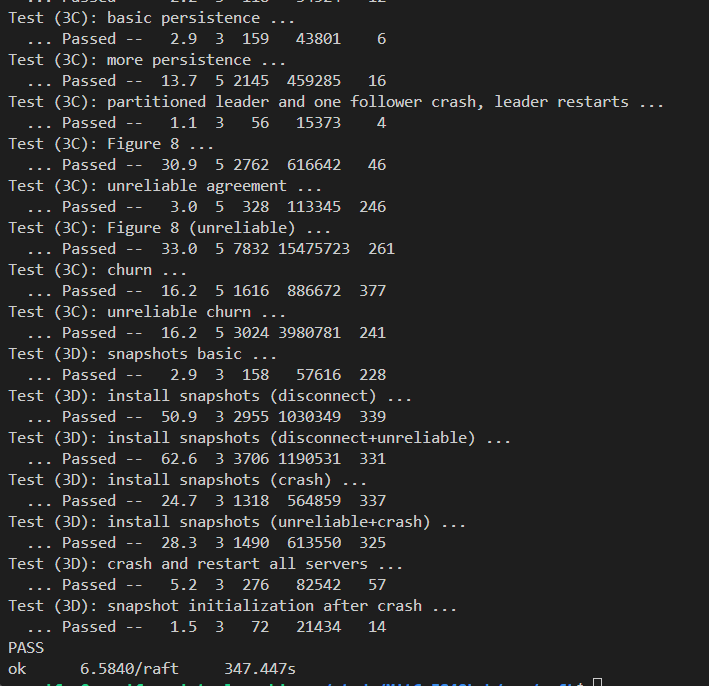 Test (3C): basic persistence ...
... Passed -- 2.9 3 159 43801 6
Test (3C): more persistence ...
... Passed -- 13.7 5 2145 459285 16
Test (3C): partitioned leader and one follower crash, leader restarts ...
... Passed -- 1.1 3 56 15373 4
Test (3C): Figure 8 ...
... Passed -- 30.9 5 2762 616642 46
Test (3C): unreliable agreement ...
... Passed -- 3.0 5 328 113345 246
Test (3C): Figure 8 (unreliable) ...
... Passed -- 33.0 5 7832 15475723 261
Test (3C): churn ...
... Passed -- 16.2 5 1616 886672 377
Test (3C): unreliable churn ...
... Passed -- 16.2 5 3024 3980781 241
Test (3D): snapshots basic ...
... Passed -- 2.9 3 158 57616 228
Test (3D): install snapshots (disconnect) ...
... Passed -- 50.9 3 2955 1030349 339
Test (3D): install snapshots (disconnect+unreliable) ...
... Passed -- 62.6 3 3706 1190531 331
Test (3D): install snapshots (crash) ...
... Passed -- 24.7 3 1318 564859 337
Test (3D): install snapshots (unreliable+crash) ...
... Passed -- 28.3 3 1490 613550 325
Test (3D): crash and restart all servers ...
... Passed -- 5.2 3 276 82542 57
Test (3D): snapshot initialization after crash ...
... Passed -- 1.5 3 72 21434 14
PASS
ok 6.5840/raft 347.447s